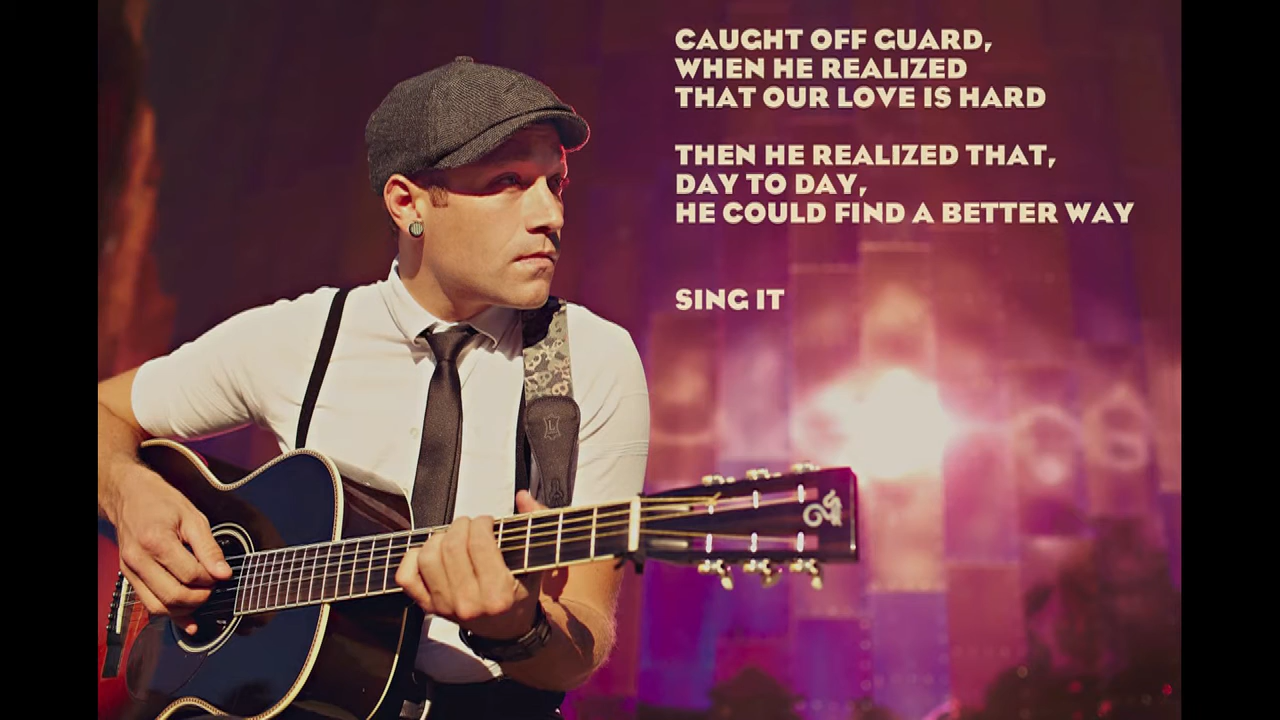 CAUGHT OFF GUARD,
WHEN HE REALIZED
THAT OUR LOVE IS HARD
THEN HE REALIZED THAT,
DAY TO DAY,
HE COULD FIND A BETTER WAY
SING IT